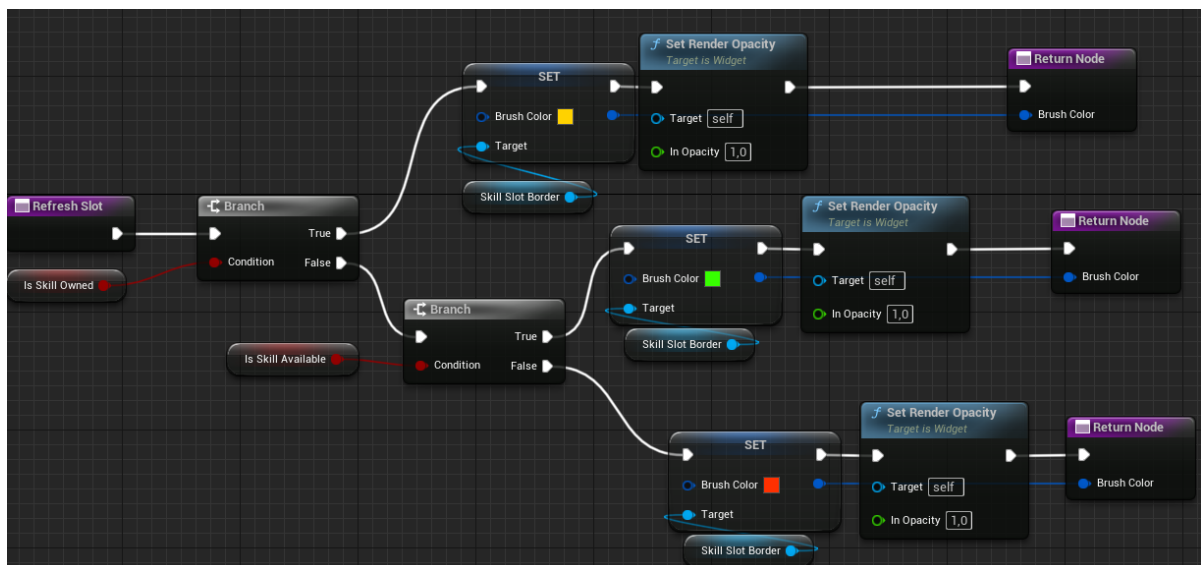 SET
Brush Color
Target
Skill Slot Border
f Set Render Opacity
Target is Widget
Target self
In Opacity 1,0
Return Node
Brush Color
Refresh Slot
Is Skill Owned
Branch
True
Condition
False
Is Skill Available
Branch
True
Condition
False
SET
Brush Color
Target
Skill Slot Border
f Set Render Opacity
Target is Widget
Target self
In Opacity 1,0
Return Node
Brush Color
SET
Brush Color
Target
Skill Slot Border
f Set Render Opacity
Target is Widget
Target self
In Opacity 1,0
Return Node
Brush Color